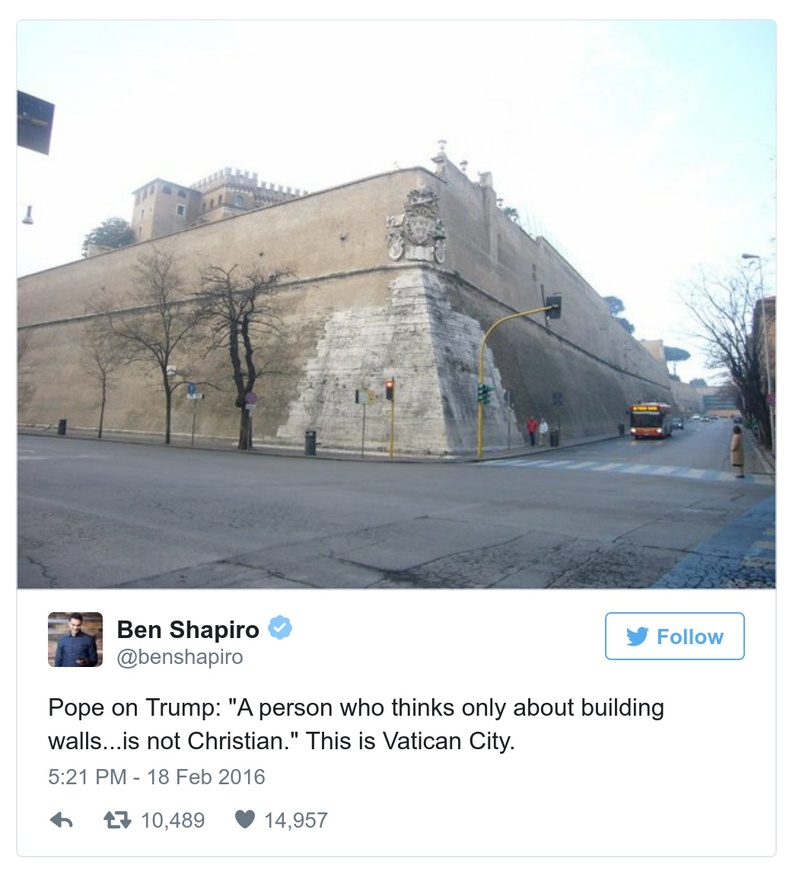 Ben Shapiro
@benshapiro
Follow
Pope on Trump: "A person who thinks only about building
walls...is not Christian." This is Vatican City.
5:21 PM - 18 Feb 2016
10,489 14,957